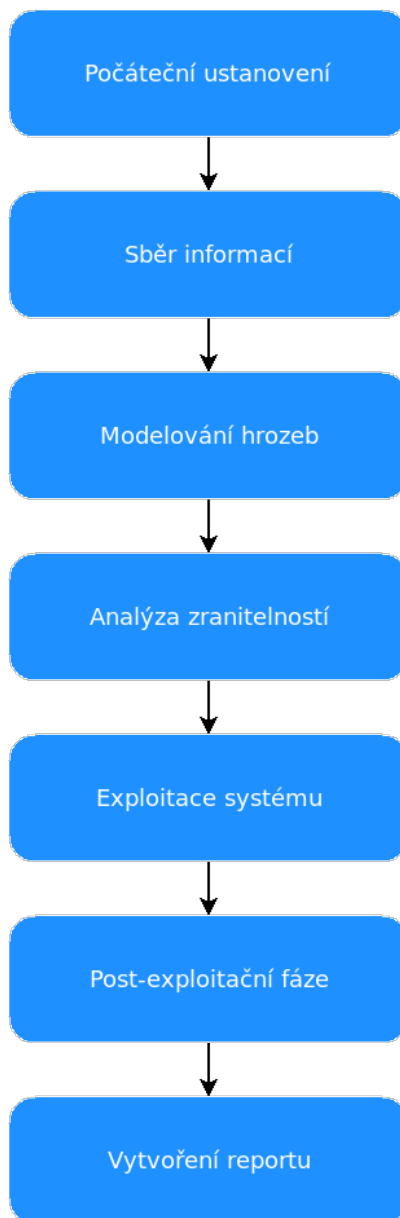 Počáteční ustanovení
Sběr informací
Modelování hrozeb
Analýza zranitelností
Exploitace systému
Post-exploitační fáze
Vytvoření reportu